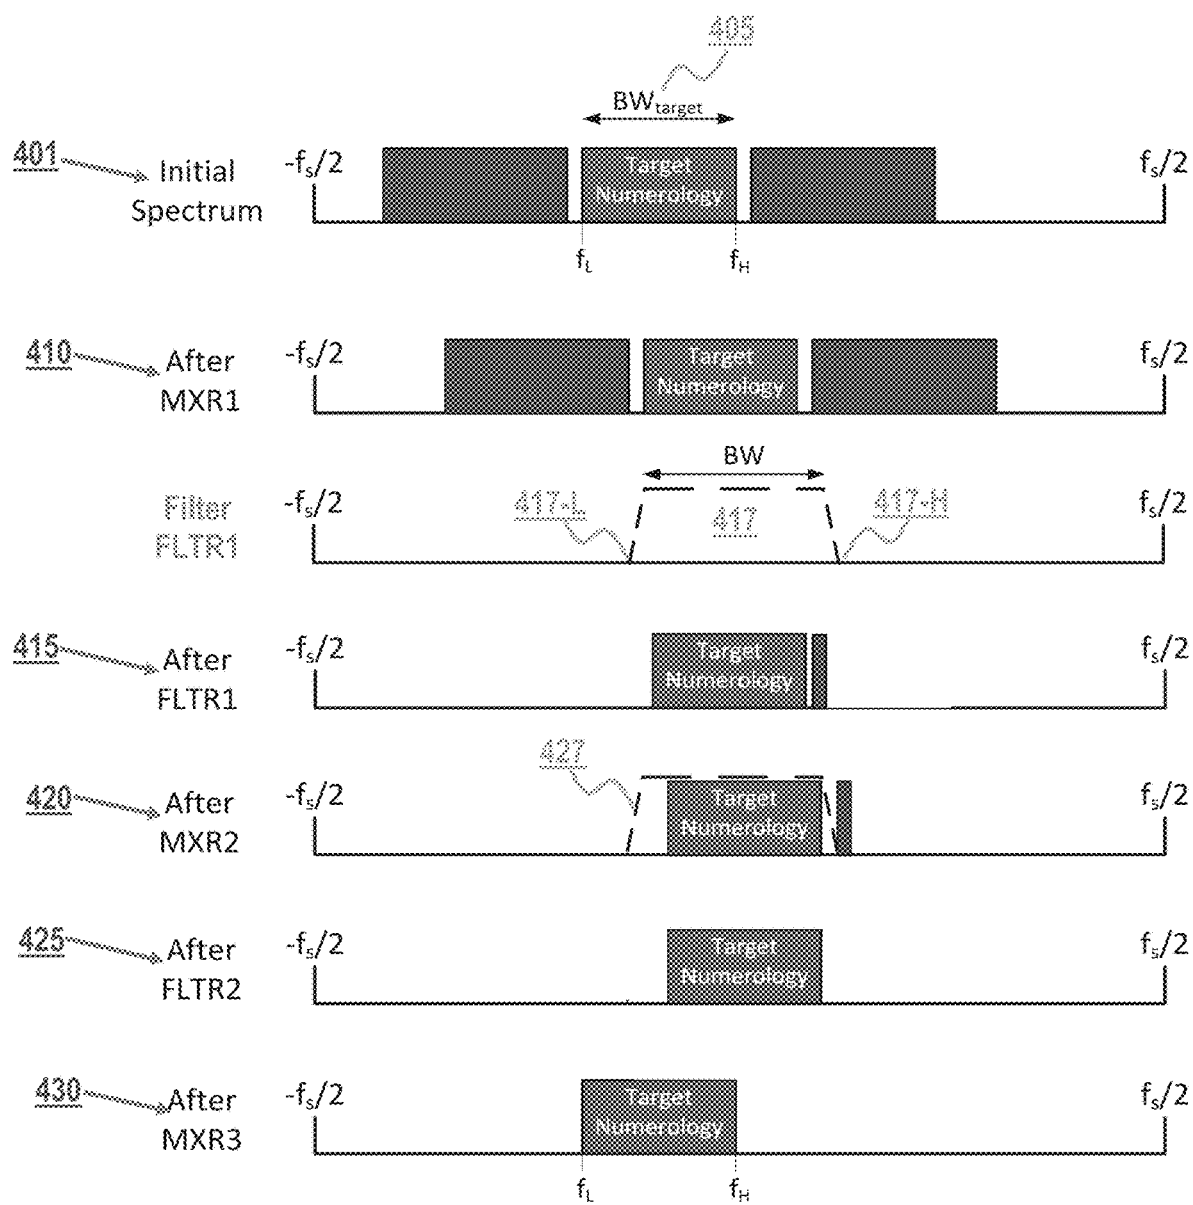 405
BWtarget
401
Initial
Spectrum
-fs/2
Target
Numerology
fs/2
fL
fH
410
After
MXR1
-fs/2
Target
Numerology
fs/2
BW
Filter
FLTR1
-fs/2
417-L
417
417-H
fs/2
415
After
FLTR1
-fs/2
Target
Numerology
fs/2
427
420
After
MXR2
-fs/2
Target
Numerology
fs/2
425
After
FLTR2
-fs/2
Target
Numerology
fs/2
430
After
MXR3
-fs/2
Target
Numerology
fs/2
fL
fH